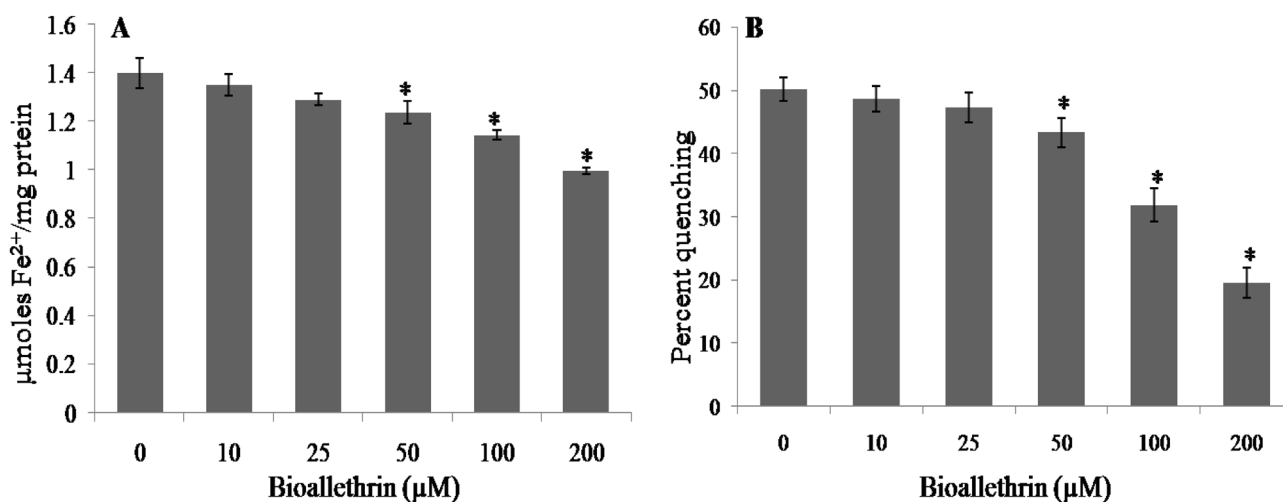 A
μmoles Fe²⁺/mg prtein
1.6
1.4
1.2
1
0.8
0.6
0.4
0.2
0
*
*
*
0 10 25 50 100 200
Bioallethrin (μM)
B
Percent quenching
60
50
40
30
20
10
0
*
*
*
0 10 25 50 100 200
Bioallethrin (μM)